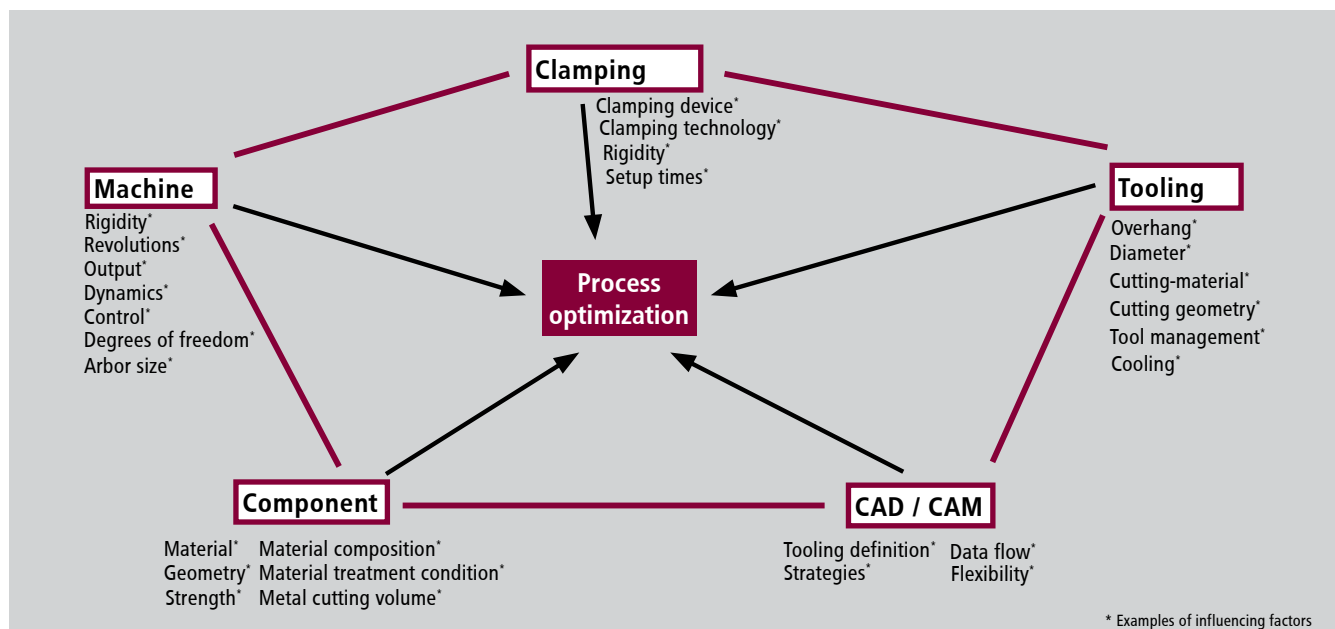 Clamping
Clamping device*
Clamping technology*
Rigidity*
Setup times*
Machine
Rigidity*
Revolutions*
Output*
Dynamics*
Control*
Degrees of freedom*
Arbor size*
Tooling
Overhang*
Diameter*
Cutting-material*
Cutting geometry*
Tool management*
Cooling*
Process
optimization
Component
Material* Material composition*
Geometry* Material treatment condition*
Strength* Metal cutting volume*
CAD / CAM
Tooling definition* Data flow*
Strategies* Flexibility*
* Examples of influencing factors